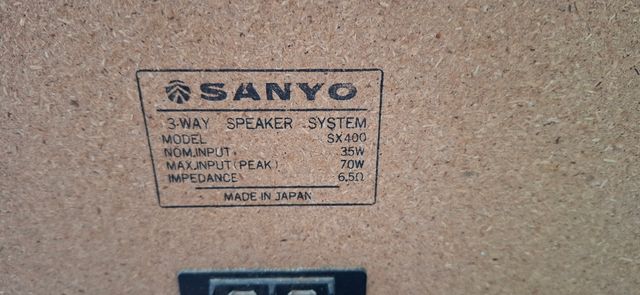 SANYO
3-WAY SPEAKER SYSTEM
MODEL SX400
NOM.INPUT 35W
MAX.INPUT (PEAK) 70W
IMPEDANCE 6.5Ω
MADE IN JAPAN